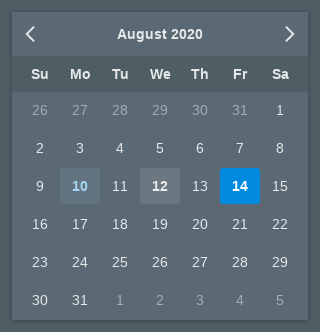 August 2020
Su Mo Tu We Th Fr Sa
26 27 28 29 30 31 1
2 3 4 5 6 7 8
9 10 11 12 13 14 15
16 17 18 19 20 21 22
23 24 25 26 27 28 29
30 31 1 2 3 4 5